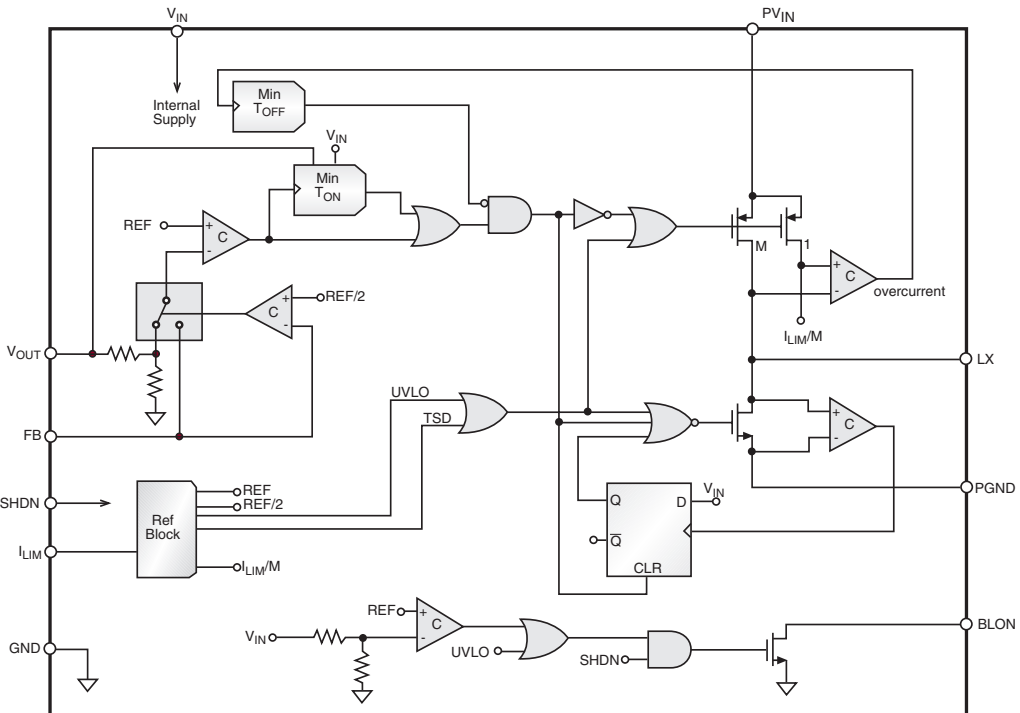 VIN
PVIN
Internal
Supply
Min
TOFF
VIN
Min
TON
REF
+
-
C
M
1
+
-
C
overcurrent
ILIM/M
REF/2
+
-
C
VOUT
LX
UVLO
TSD
FB
+
-
C
SHDN
REF
REF/2
Ref
Block
ILIM
ILIM/M
PGND
Q
D
VIN
Q
CLR
REF
+
-
C
VIN
UVLO
SHDN
BLON
GND